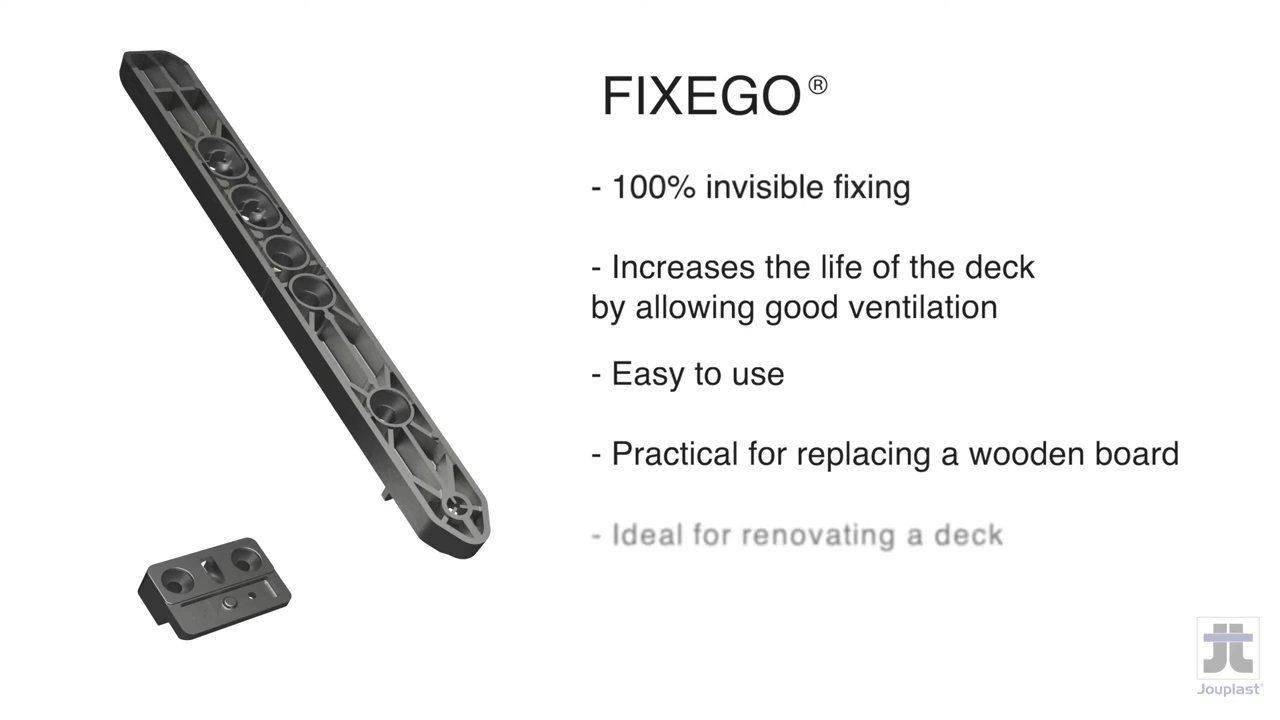 FIXEGO®
- 100% invisible fixing
- Increases the life of the deck
by allowing good ventilation
- Easy to use
- Practical for replacing a wooden board
- Ideal for renovating a deck
Jouplast®